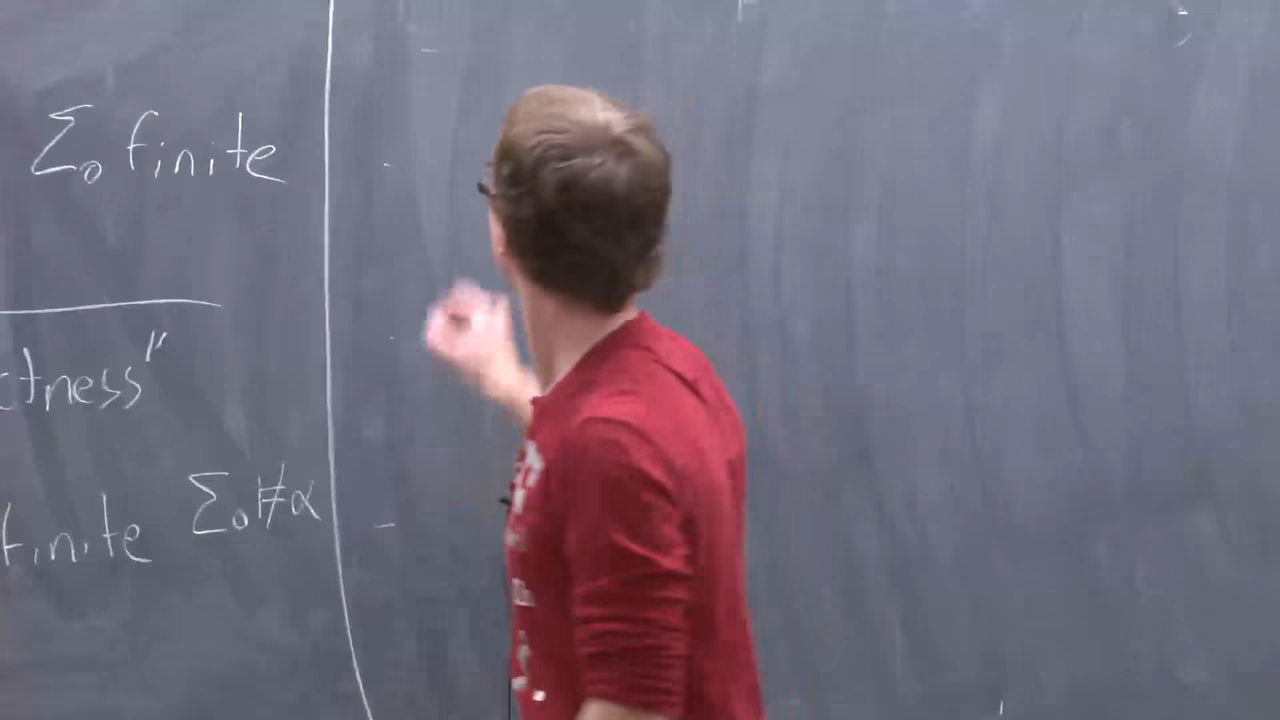 Σ₀ finite
ctness"
finite Σ₀ ⊭ α